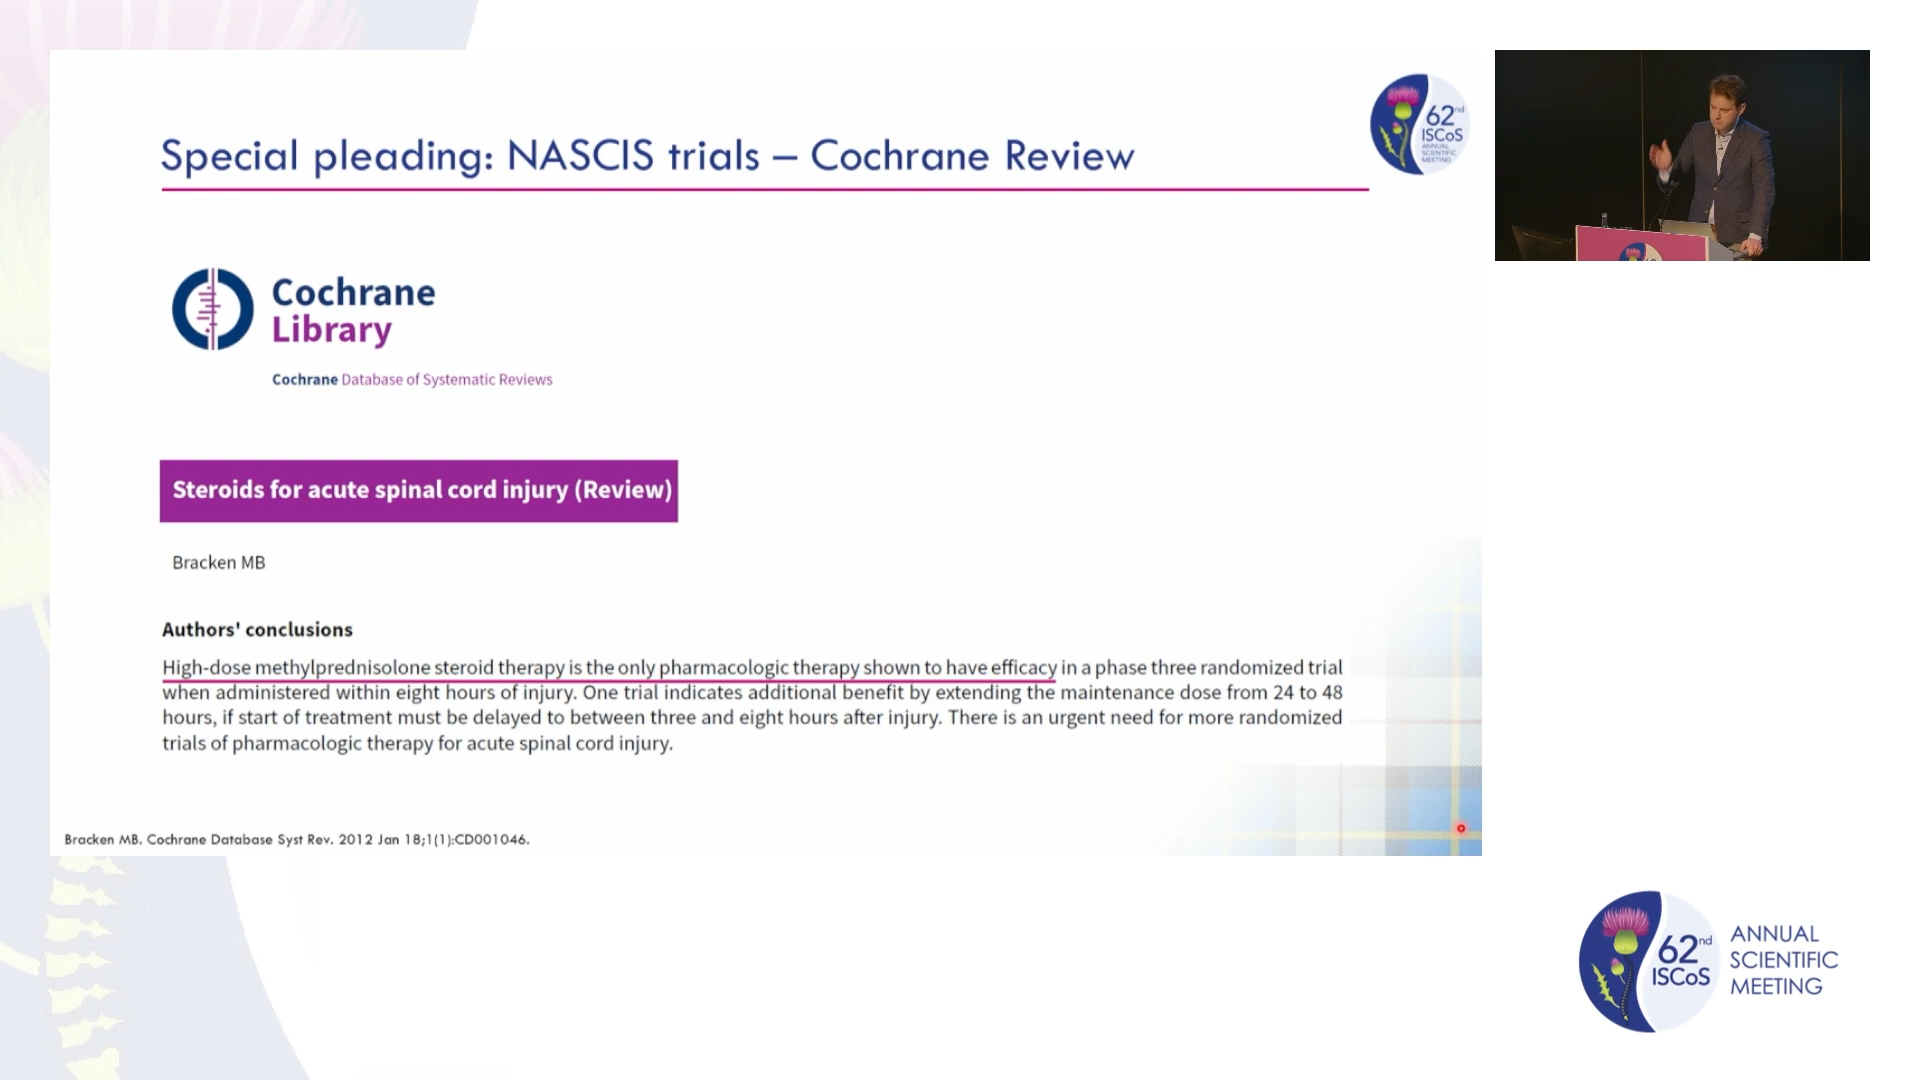 Special pleading: NASCIS trials – Cochrane Review
62nd
ISCoS
ANNUAL
SCIENTIFIC
MEETING
Cochrane
Library
Cochrane Database of Systematic Reviews
Steroids for acute spinal cord injury (Review)
Bracken MB
Authors' conclusions
High-dose methylprednisolone steroid therapy is the only pharmacologic therapy shown to have efficacy in a phase three randomized trial
when administered within eight hours of injury. One trial indicates additional benefit by extending the maintenance dose from 24 to 48
hours, if start of treatment must be delayed to between three and eight hours after injury. There is an urgent need for more randomized
trials of pharmacologic therapy for acute spinal cord injury.
Bracken MB. Cochrane Database Syst Rev. 2012 Jan 18;1(1):CD001046.
62nd
ISCoS
ANNUAL
SCIENTIFIC
MEETING